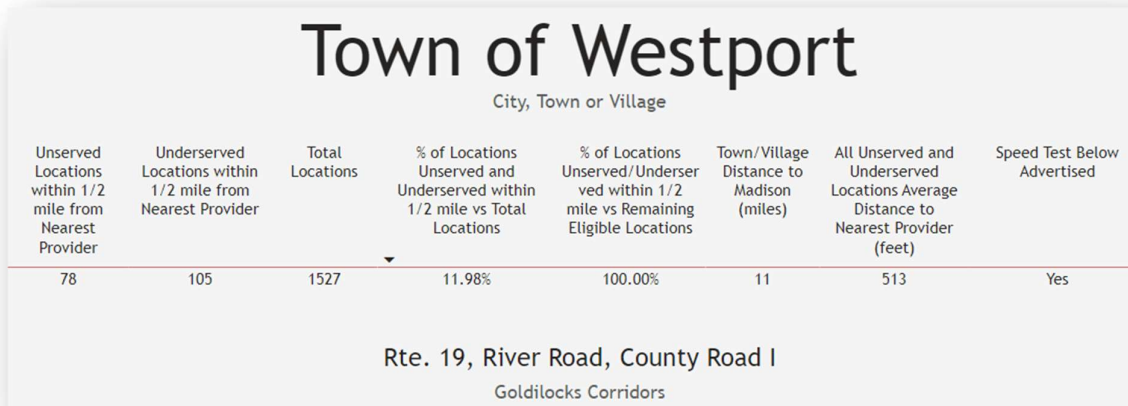 Town of Westport
City, Town or Village
Unserved
Locations
within 1/2
mile from
Nearest
Provider
Underserved
Locations within
1/2 mile from
Nearest Provider
Total
Locations
% of Locations
Unserved and
Underserved within
1/2 mile vs Total
Locations
% of Locations
Unserved/Underser
ved within 1/2
mile vs Remaining
Eligible Locations
Town/Village
Distance to
Madison
(miles)
All Unserved and
Underserved
Locations Average
Distance to
Nearest Provider
(feet)
Speed Test Below
Advertised
78 105 1527 11.98% 100.00% 11 513 Yes
Rte. 19, River Road, County Road I
Goldilocks Corridors